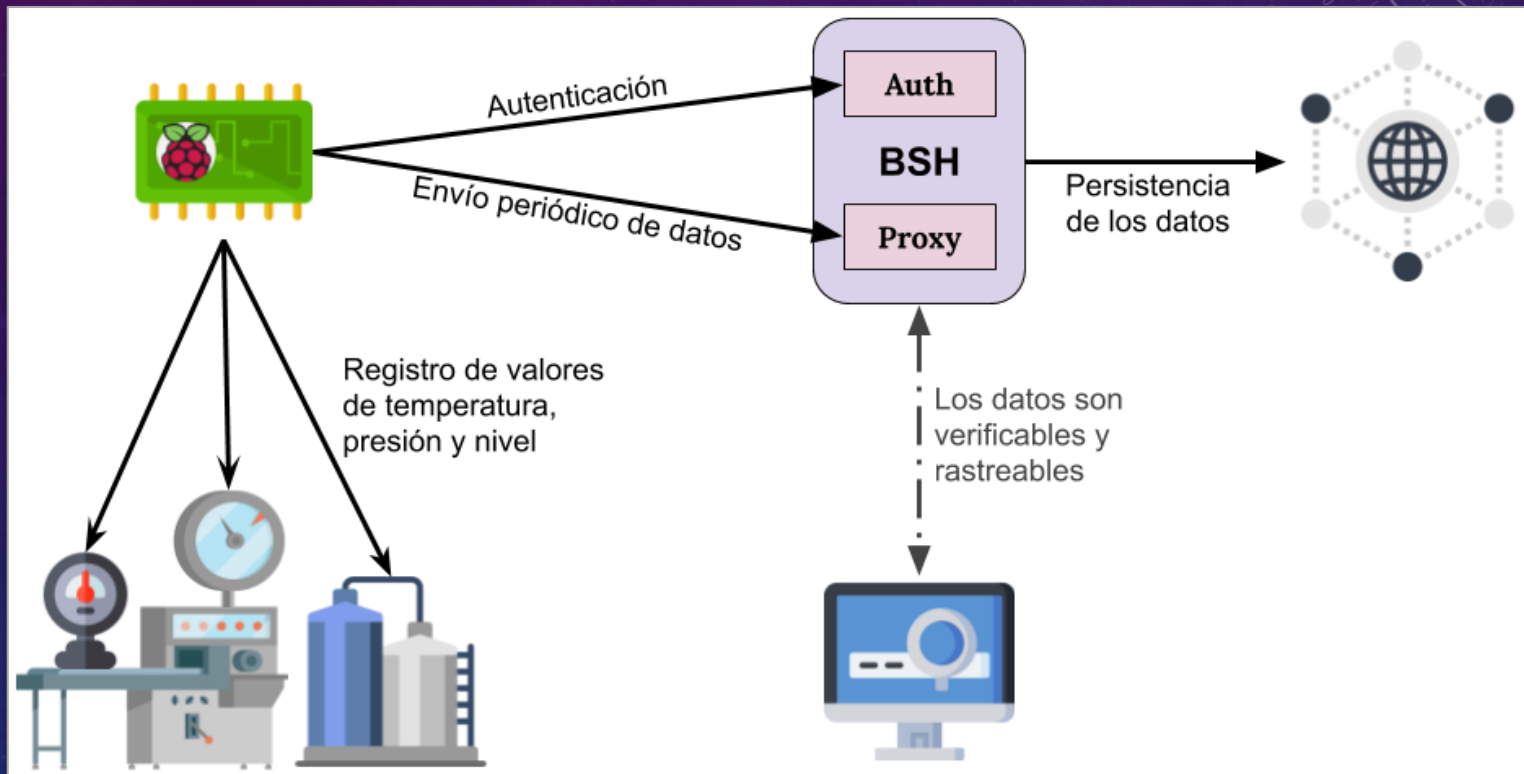 Autenticación
Envío periódico de datos
Auth
BSH
Proxy
Persistencia
de los datos
Registro de valores
de temperatura,
presión y nivel
Los datos son
verificables y
rastreables